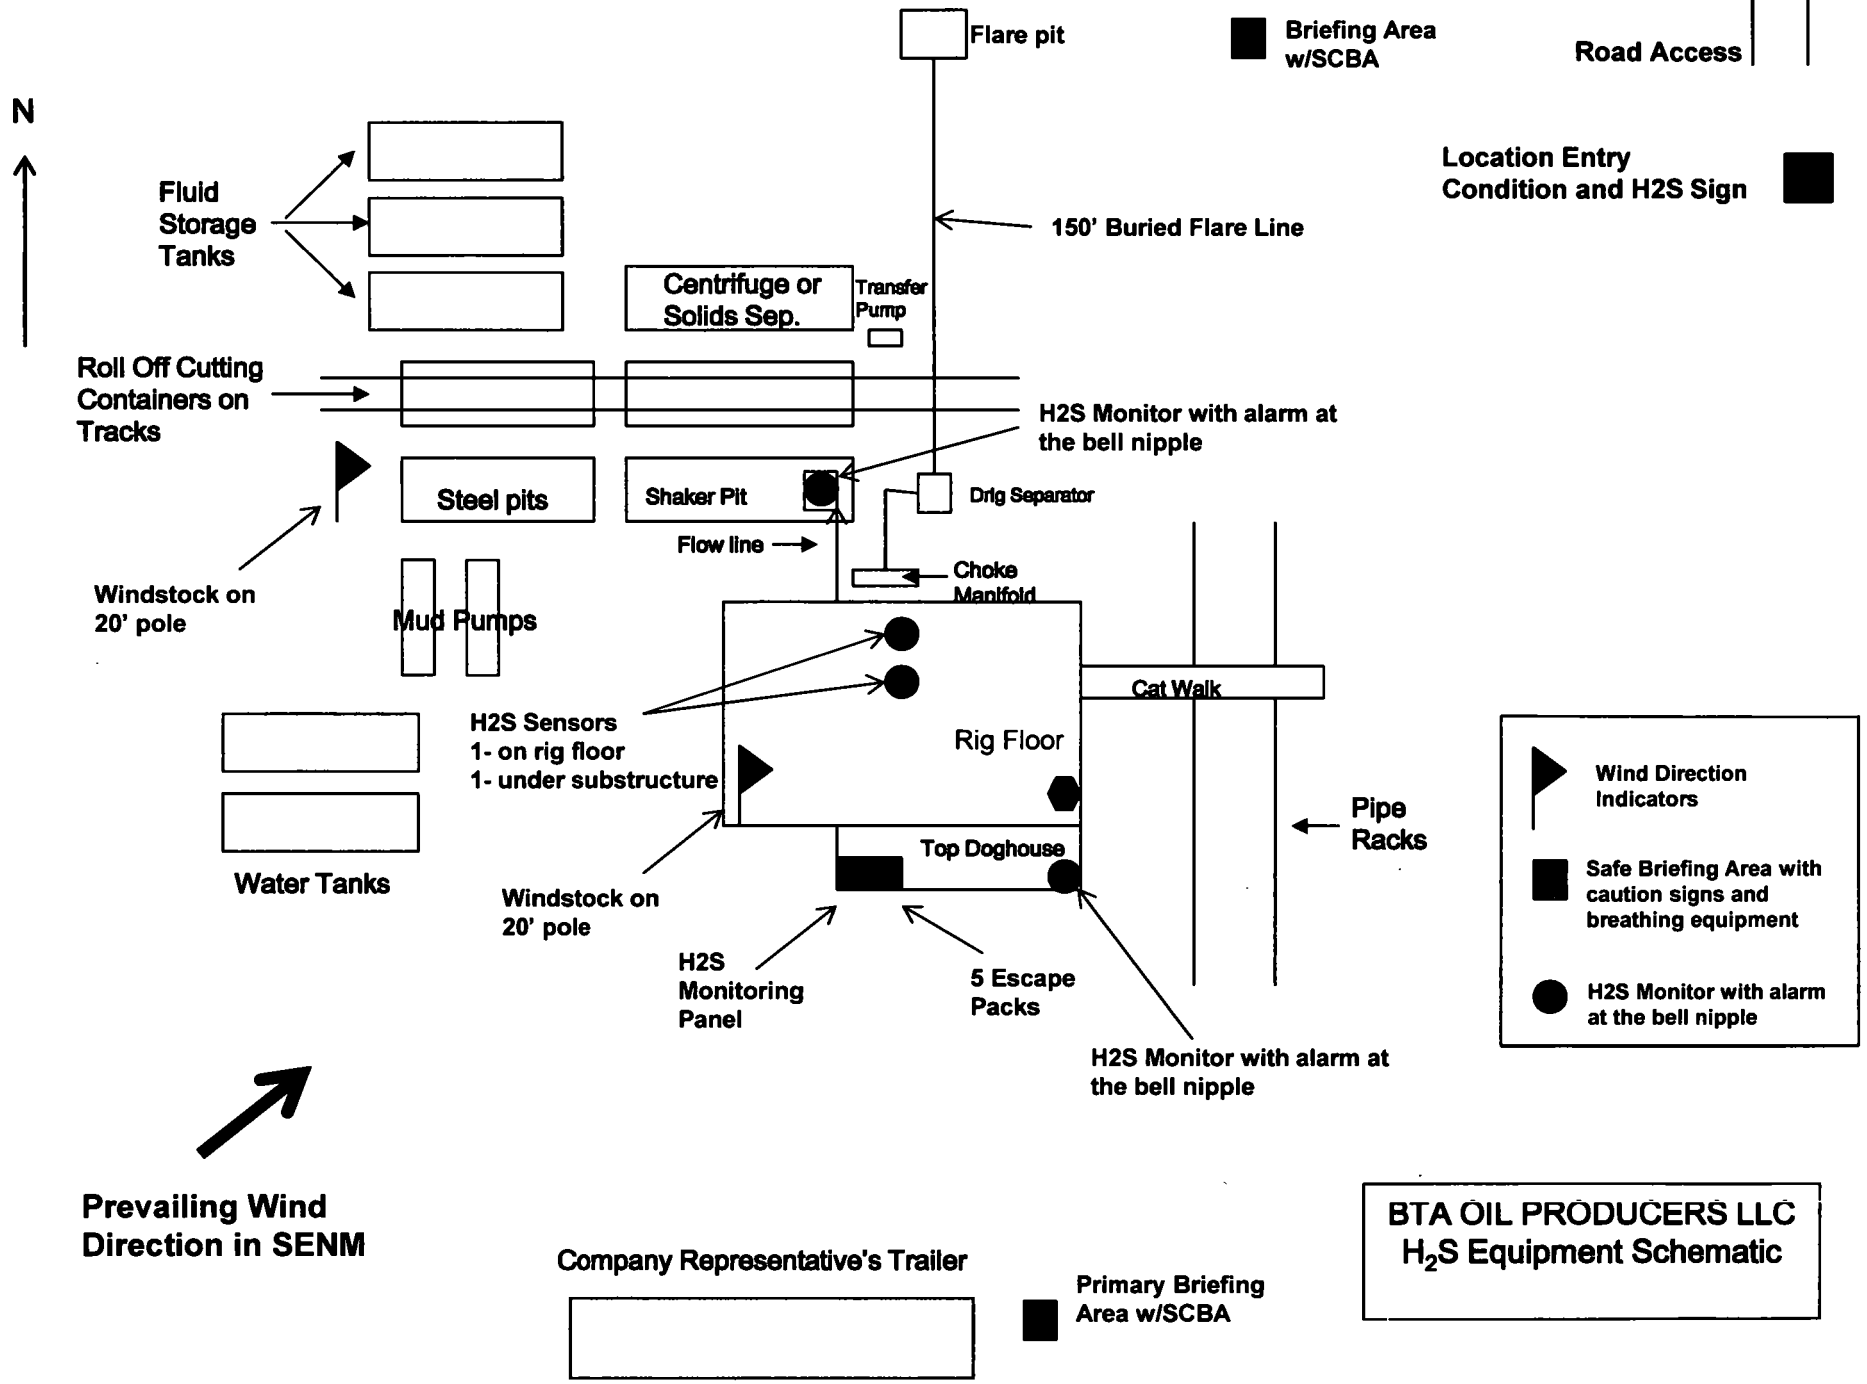 Flare pit
Briefing Area
w/SCBA
Road Access
N
Location Entry
Condition and H2S Sign
Fluid
Storage
Tanks
150' Buried Flare Line
Centrifuge or
Solids Sep.
Transfer
Pump
Roll Off Cutting
Containers on
Tracks
H2S Monitor with alarm at
the bell nipple
Steel pits
Shaker Pit
Drlg Separator
Flow line
Choke
Manifold
Windstock on
20' pole
Mud Pumps
Cat Walk
H2S Sensors
1- on rig floor
1- under substructure
Rig Floor
Wind Direction
Indicators
Pipe
Racks
Top Doghouse
Safe Briefing Area with
caution signs and
breathing equipment
Water Tanks
Windstock on
20' pole
H2S
Monitoring
Panel
5 Escape
Packs
H2S Monitor with alarm
at the bell nipple
H2S Monitor with alarm at
the bell nipple
Prevailing Wind
Direction in SENM
BTA OIL PRODUCERS LLC
H₂S Equipment Schematic
Company Representative's Trailer
Primary Briefing
Area w/SCBA